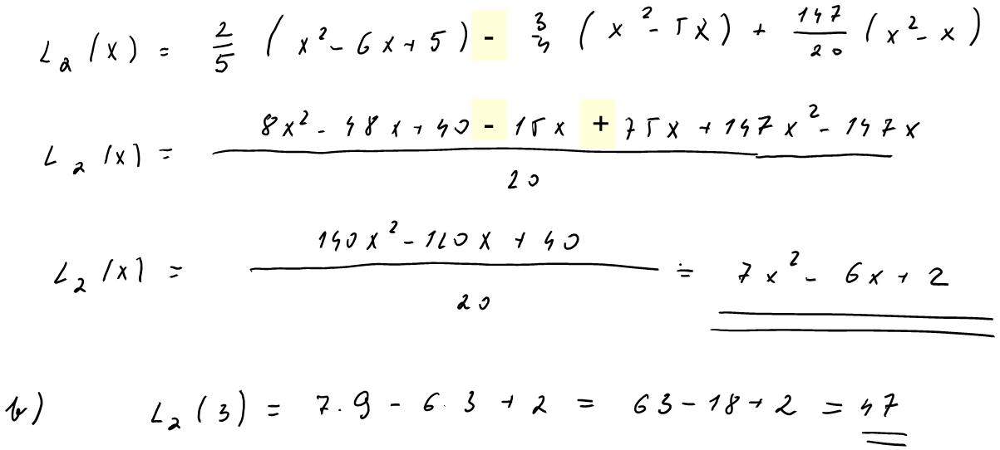 L₂(x) = 2/5 (x² - 6x + 5) - 3/4 (x² - 5x) + 147/20 (x² - x)
L₂(x) = (8x² - 48x + 40 - 15x + 75x + 147x² - 147x)/20
L₂(x) = (140x² - 120x + 40)/20 = 7x² - 6x + 2
b) L₂(3) = 7.9 - 6.3 + 2 = 63 - 18 + 2 = 47